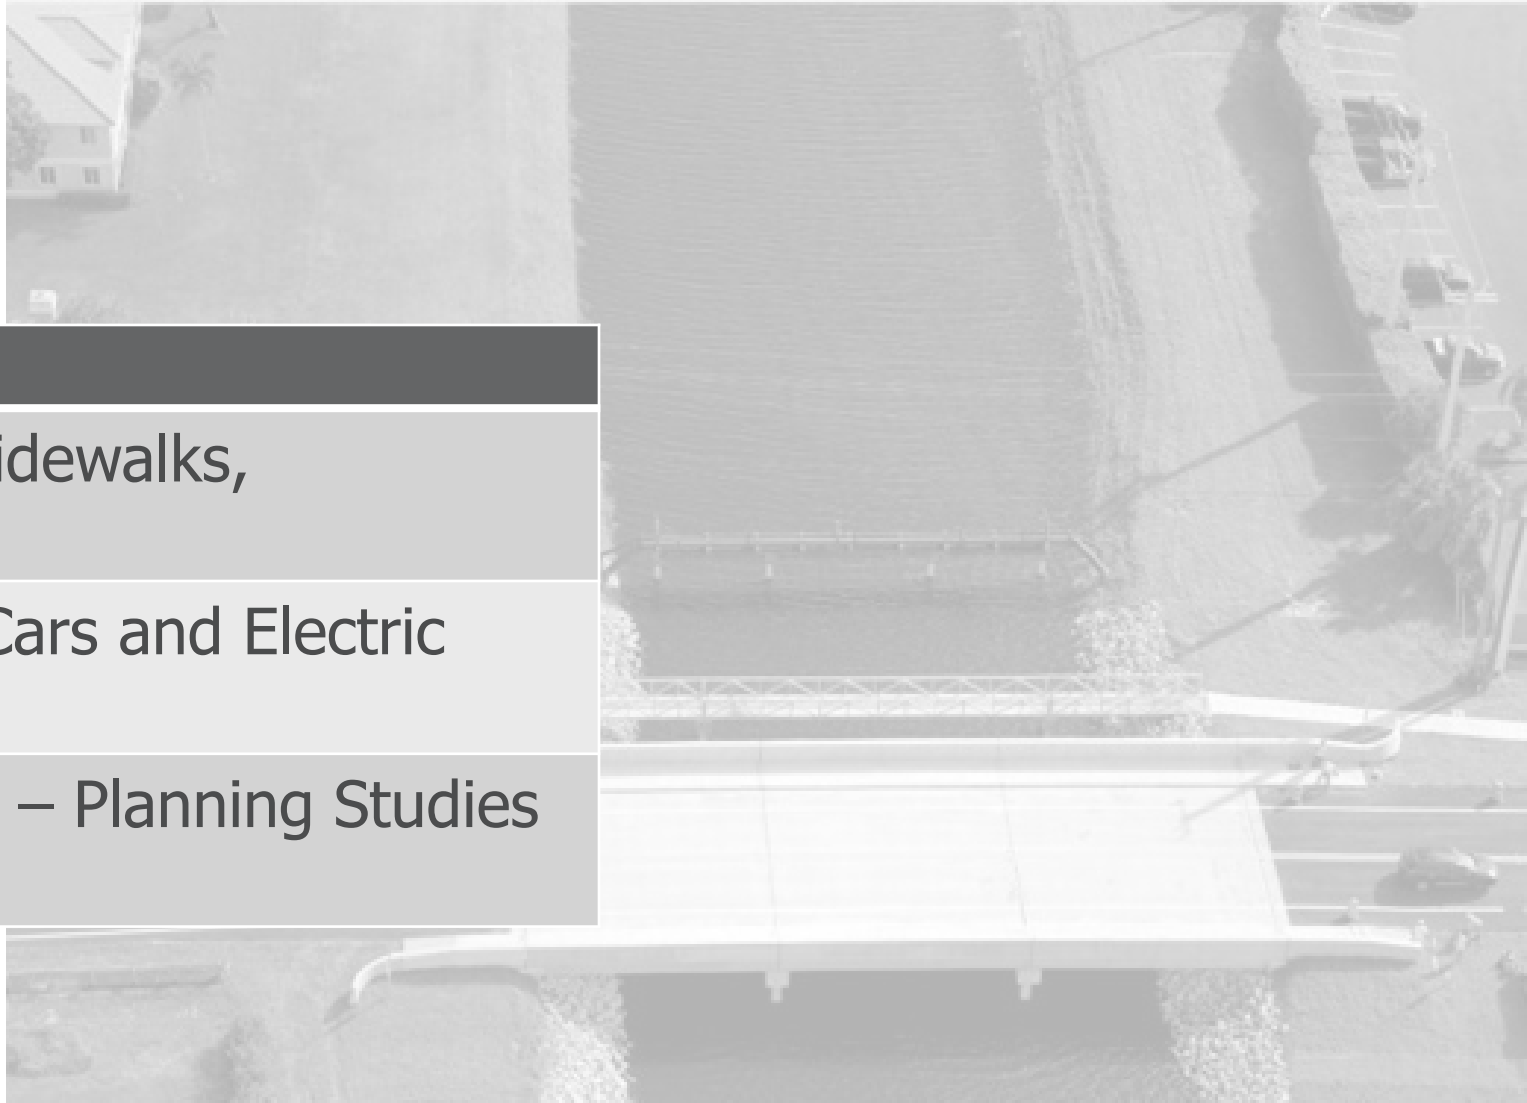 idewalks,
Cars and Electric
– Planning Studies